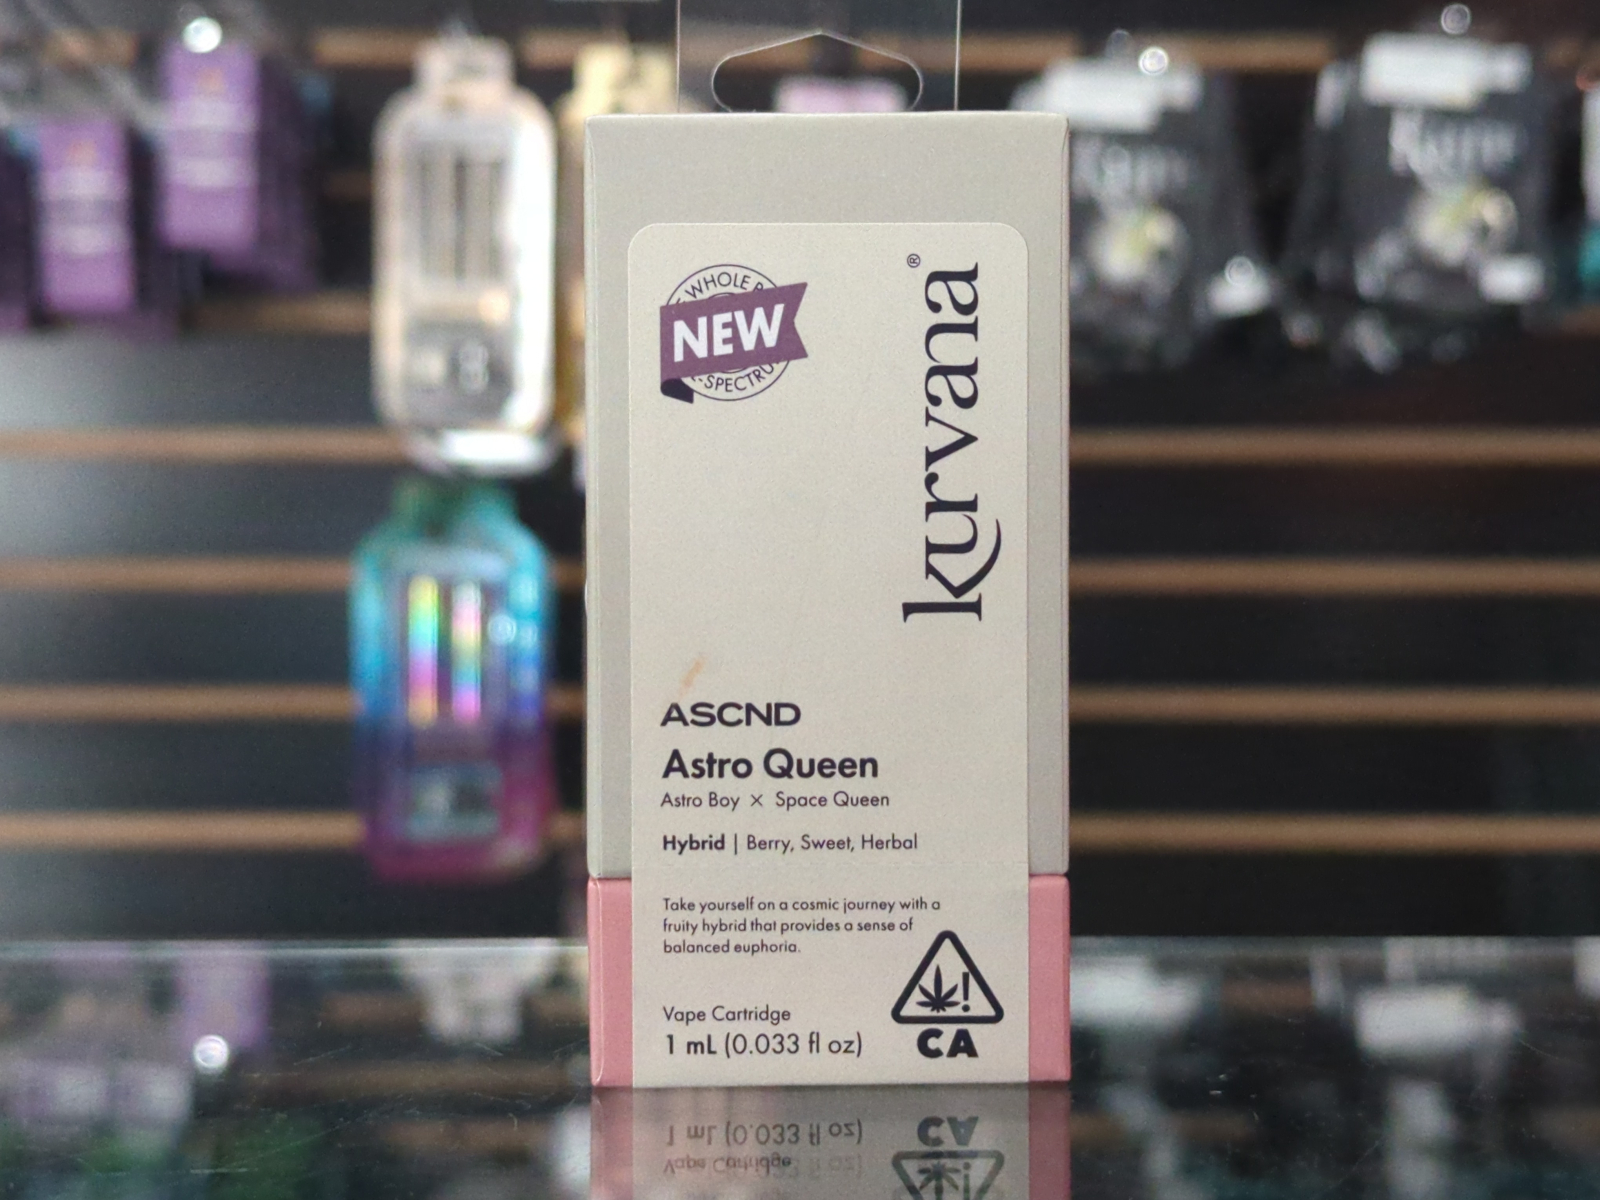 WHOLE
NEW
-SPECTRU
kurvana®
ASCND
Astro Queen
Astro Boy × Space Queen
Hybrid | Berry, Sweet, Herbal
Take yourself on a cosmic journey with a
fruity hybrid that provides a sense of
balanced euphoria.
Vape Cartridge
1 mL (0.033 fl oz)
CA